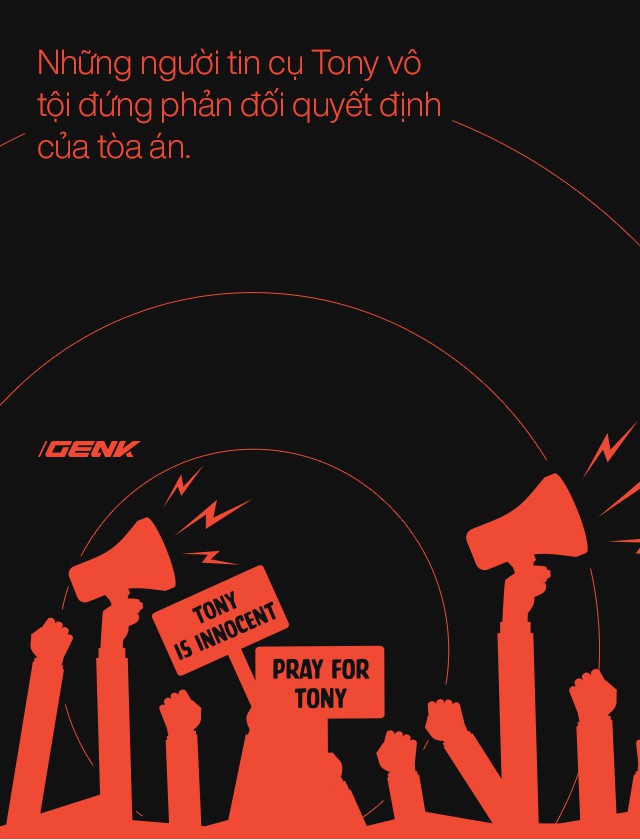 Những người tin cụ Tony vô
tội đứng phản đối quyết định
của tòa án.
/GENK
TONY
IS INNOCENT
PRAY FOR
TONY